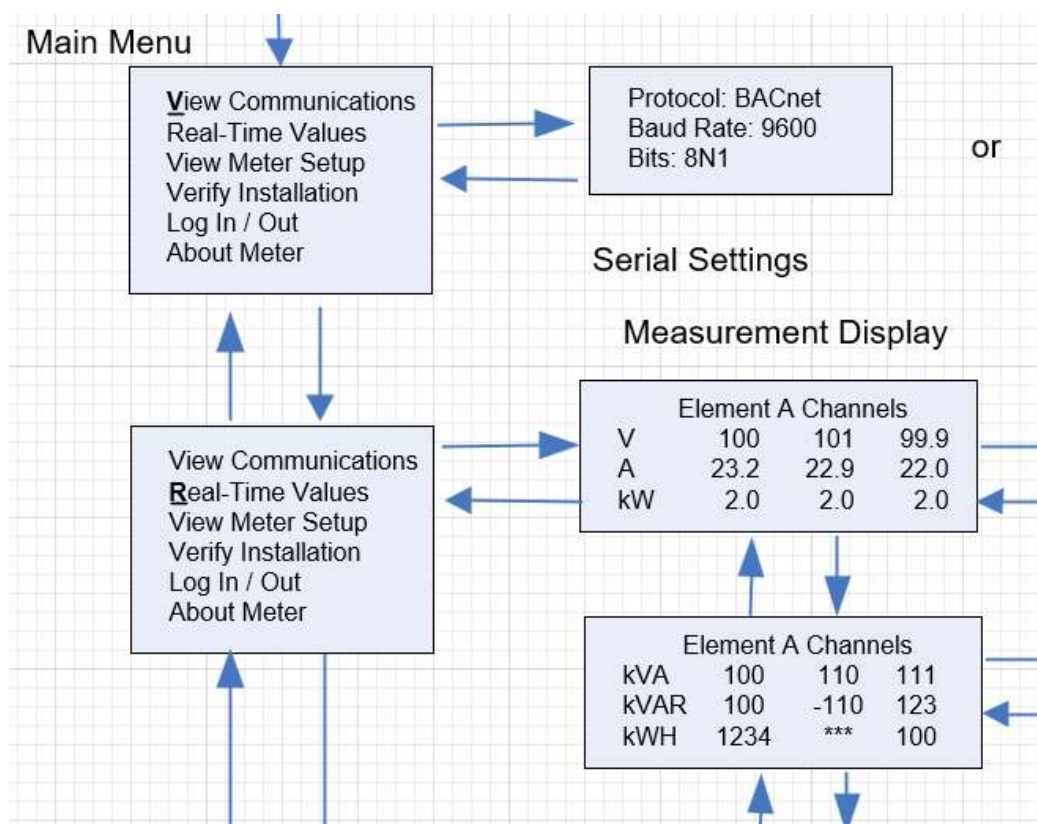 Main Menu
View Communications
Real-Time Values
View Meter Setup
Verify Installation
Log In / Out
About Meter
Protocol: BACnet
Baud Rate: 9600
Bits: 8N1
or
Serial Settings
Measurement Display
View Communications
Real-Time Values
View Meter Setup
Verify Installation
Log In / Out
About Meter
Element A Channels
V 100 101 99.9
A 23.2 22.9 22.0
kW 2.0 2.0 2.0
Element A Channels
kVA 100 110 111
kVAR 100 -110 123
kWH 1234 *** 100